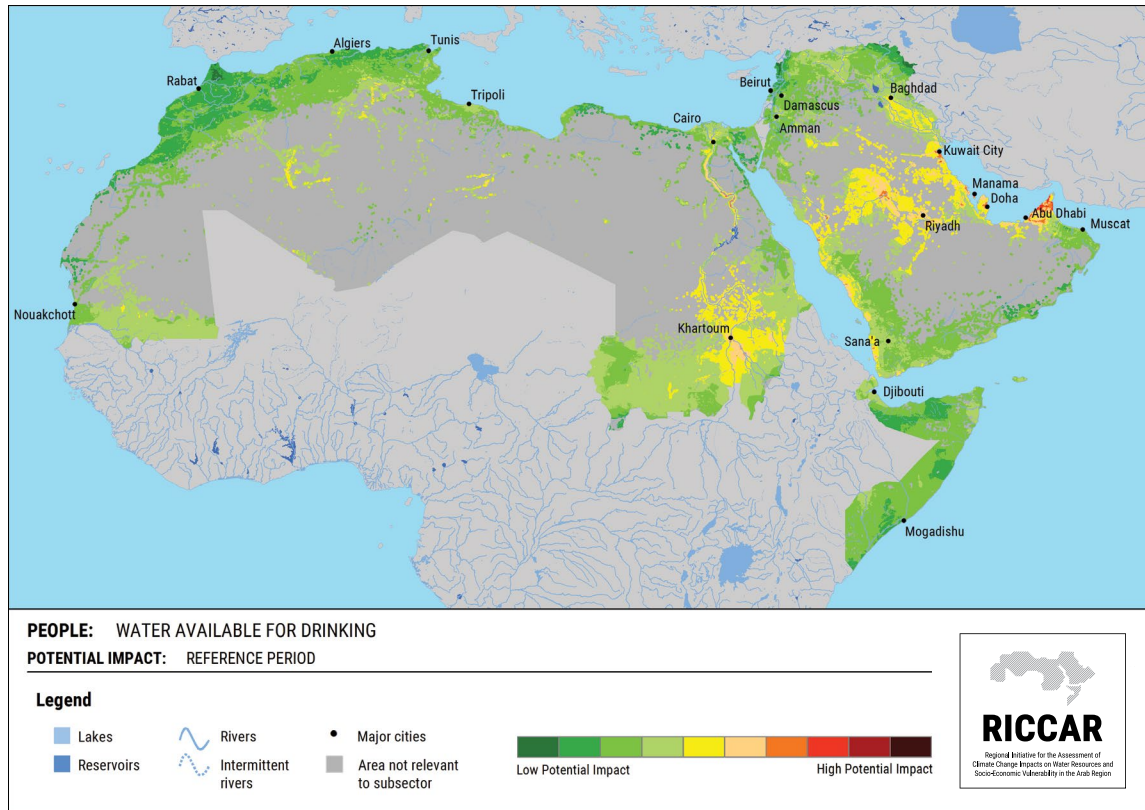 Algiers
Tunis
Rabat
Tripoli
Beirut
Baghdad
Damascus
Cairo
Amman
Kuwait City
Manama
Doha
Abu Dhabi
Riyadh
Muscat
Nouakchott
Khartoum
Sana'a
Djibouti
Mogadishu
PEOPLE: WATER AVAILABLE FOR DRINKING
POTENTIAL IMPACT: REFERENCE PERIOD
Legend
Lakes
Reservoirs
Rivers
Intermittent
rivers
Major cities
Area not relevant
to subsector
Low Potential Impact
High Potential Impact
RICCAR
Regional Initiative for the Assessment of
Climate Change Impacts on Water Resources and
Socio-Economic Vulnerability in the Arab Region